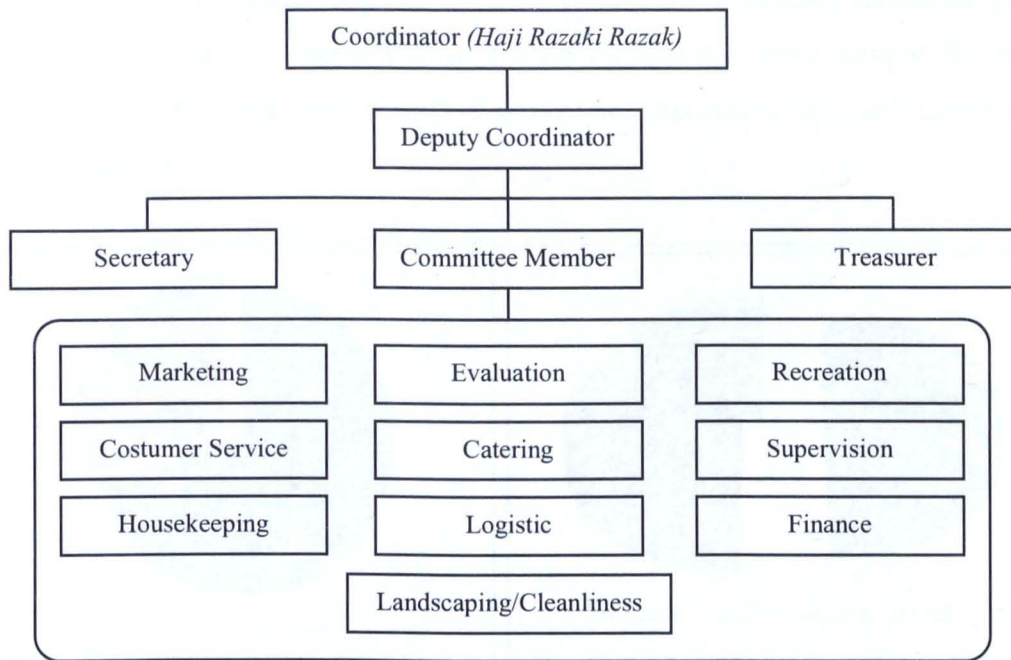 Coordinator (Haji Razaki Razak)
Deputy Coordinator
Secretary
Committee Member
Treasurer
Marketing
Evaluation
Recreation
Costumer Service
Catering
Supervision
Housekeeping
Logistic
Finance
Landscaping/Cleanliness